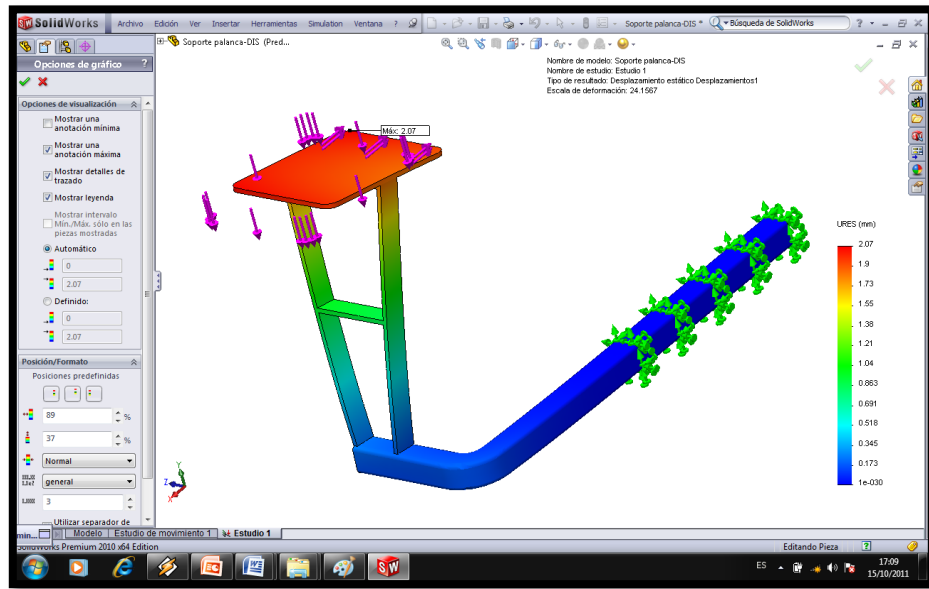 SolidWorks
Archivo Edición Ver Insertar Herramientas Simulation Ventana ?
Soporte palanca-DIS *
Búsqueda de SolidWorks
?
Opciones de gráfico ?
Soporte palanca-DIS (Pred...
Nombre de modelo: Soporte palanca-DIS
Nombre de estudio: Estudio 1
Tipo de resultado: Desplazamiento estático Desplazamientos1
Escala de deformación: 24.1567
Opciones de visualización
Mostrar una
anotación mínima
Mostrar una
anotación máxima
Mostrar detalles de
trazado
Mostrar leyenda
Mostrar intervalo
Mín./Máx. sólo en las
piezas mostradas
Automático
0
2.07
Definido:
0
2.07
Posición/Formato
Posiciones predefinidas
89 %
37 %
Normal
general
3
Utilizar separador de
Máx: 2.07
URES (mm)
2.07
1.9
1.73
1.55
1.38
1.21
1.04
0.863
0.691
0.518
0.345
0.173
1e-030
Y
Z
X
min...
Modelo
Estudio de movimiento 1
Estudio 1
SolidWorks Premium 2010 x64 Edition
Editando Pieza
ES
17:09
15/10/2011